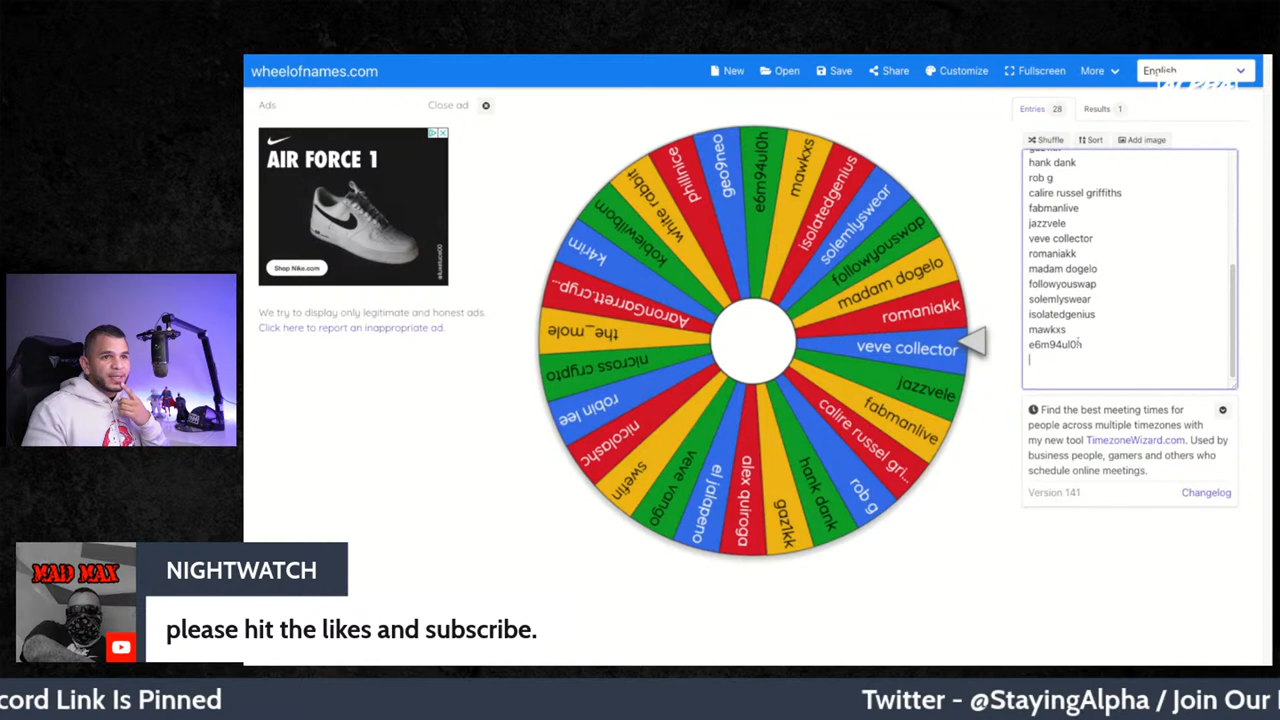 wheelofnames.com
New
Open
Save
Share
Customize
Fullscreen
More
English
Ads
Close ad
AIR FORCE 1
Shop Nike.com
We try to display only legitimate and honest ads.
Click here to report an inappropriate ad.
e6m94ul0h
mawkxs
isolatedgenius
solemlyswear
followyouswap
madam dogelo
romaniakk
veve collector
jazzvele
fabmanlive
calire russel gri...
rob g
hank dank
gaz1kk
alex quiroga
el jalapeno
veve vango
swefin
nicolashc
robin lee
nicross crypto
the_mole
AaronGarrett.cryp...
k4rim
kobiewillborn
white rabbit
phillnice
geo9neo
Entries 28
Results 1
Shuffle
Sort
Add image
hank dank
rob g
calire russel griffiths
fabmanlive
jazzvele
veve collector
romaniakk
madam dogelo
followyouswap
solemlyswear
isolatedgenius
mawkxs
e6m94ul0h
Find the best meeting times for
people across multiple timezones with
my new tool TimezoneWizard.com. Used by
business people, gamers and others who
schedule online meetings.
Version 141
Changelog
MAD MAX
NIGHTWATCH
please hit the likes and subscribe.
cord Link Is Pinned
Twitter - @StayingAlpha / Join Our